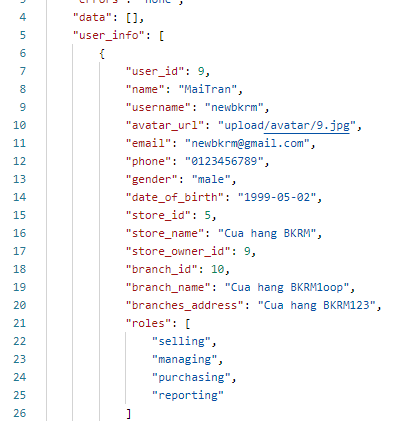 4 "data": [],
5 "user_info": [
6 {
7 "user_id": 9,
8 "name": "MaiTran",
9 "username": "newbkrm",
10 "avatar_url": "upload/avatar/9.jpg",
11 "email": "newbkrm@gmail.com",
12 "phone": "0123456789",
13 "gender": "male",
14 "date_of_birth": "1999-05-02",
15 "store_id": 5,
16 "store_name": "Cua hang BKRM",
17 "store_owner_id": 9,
18 "branch_id": 10,
19 "branch_name": "Cua hang BKRM1oop",
20 "branches_address": "Cua hang BKRM123",
21 "roles": [
22 "selling",
23 "managing",
24 "purchasing",
25 "reporting"
26 ]